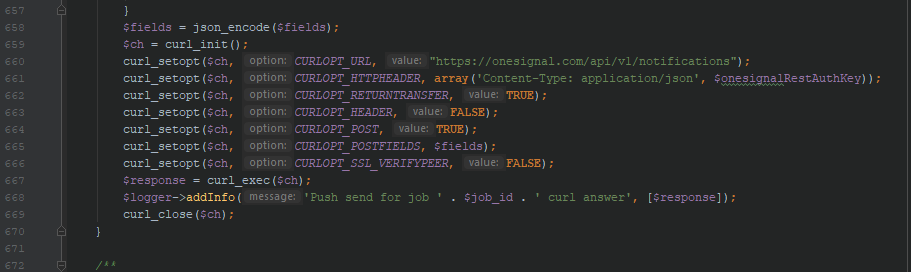 657 }
658 $fields = json_encode($fields);
659 $ch = curl_init();
660 curl_setopt($ch, option: CURLOPT_URL, value: "https://onesignal.com/api/v1/notifications");
661 curl_setopt($ch, option: CURLOPT_HTTPHEADER, array('Content-Type: application/json', $onesignalRestAuthKey));
662 curl_setopt($ch, option: CURLOPT_RETURNTRANSFER, value: TRUE);
663 curl_setopt($ch, option: CURLOPT_HEADER, value: FALSE);
664 curl_setopt($ch, option: CURLOPT_POST, value: TRUE);
665 curl_setopt($ch, option: CURLOPT_POSTFIELDS, $fields);
666 curl_setopt($ch, option: CURLOPT_SSL_VERIFYPEER, value: FALSE);
667 $response = curl_exec($ch);
668 $logger->addInfo( message: 'Push send for job ' . $job_id . ' curl answer', [$response]);
669 curl_close($ch);
670 }
671
672 /**